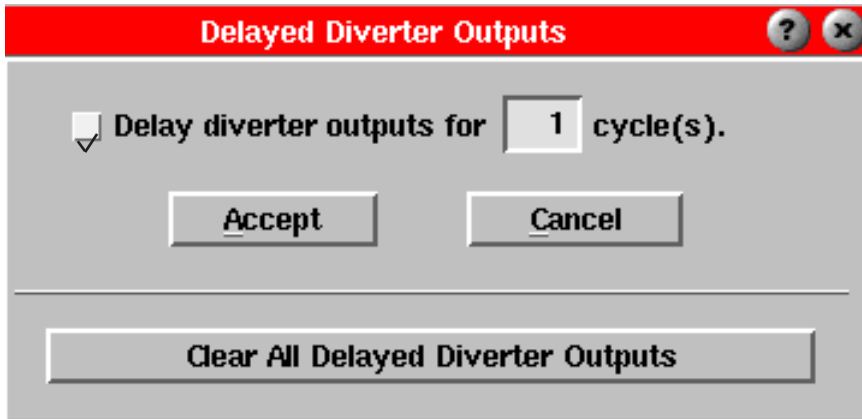 Delayed Diverter Outputs ? x
Delay diverter outputs for 1 cycle(s).
Accept Cancel
Clear All Delayed Diverter Outputs